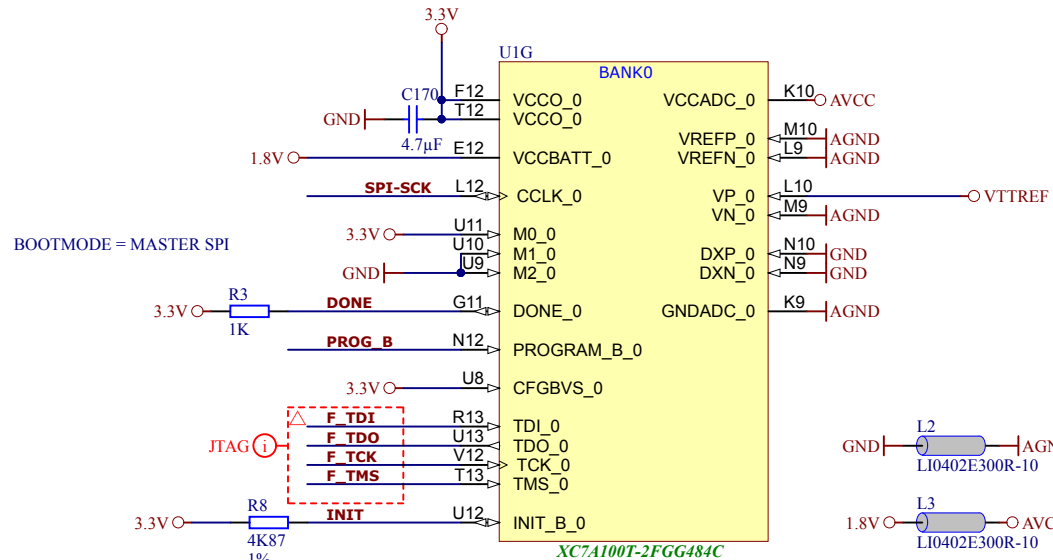 3.3V
U1G
BANK0
C170
F12
VCCO_0
VCCADC_0
K10
AVCC
GND
T12
VCCO_0
4.7µF
VREFP_0
M10
AGND
1.8V
E12
VCCBATT_0
VREFN_0
L9
AGND
SPI-SCK
L12
CCLK_0
VP_0
L10
VTTREF
VN_0
M9
AGND
BOOTMODE = MASTER SPI
3.3V
U11
M0_0
U10
M1_0
DXP_0
N10
GND
GND
U9
M2_0
DXN_0
N9
GND
R3
3.3V
1K
DONE
G11
DONE_0
GNDADC_0
K9
AGND
PROG_B
N12
PROGRAM_B_0
3.3V
U8
CFGBVS_0
JTAG
i
F_TDI
R13
TDI_0
F_TDO
U13
TDO_0
F_TCK
V12
TCK_0
F_TMS
T13
TMS_0
L2
GND
AGN
LI0402E300R-10
R8
3.3V
4K87
1%
INIT
U12
INIT_B_0
L3
1.8V
AVC
LI0402E300R-10
XC7A100T-2FGG484C